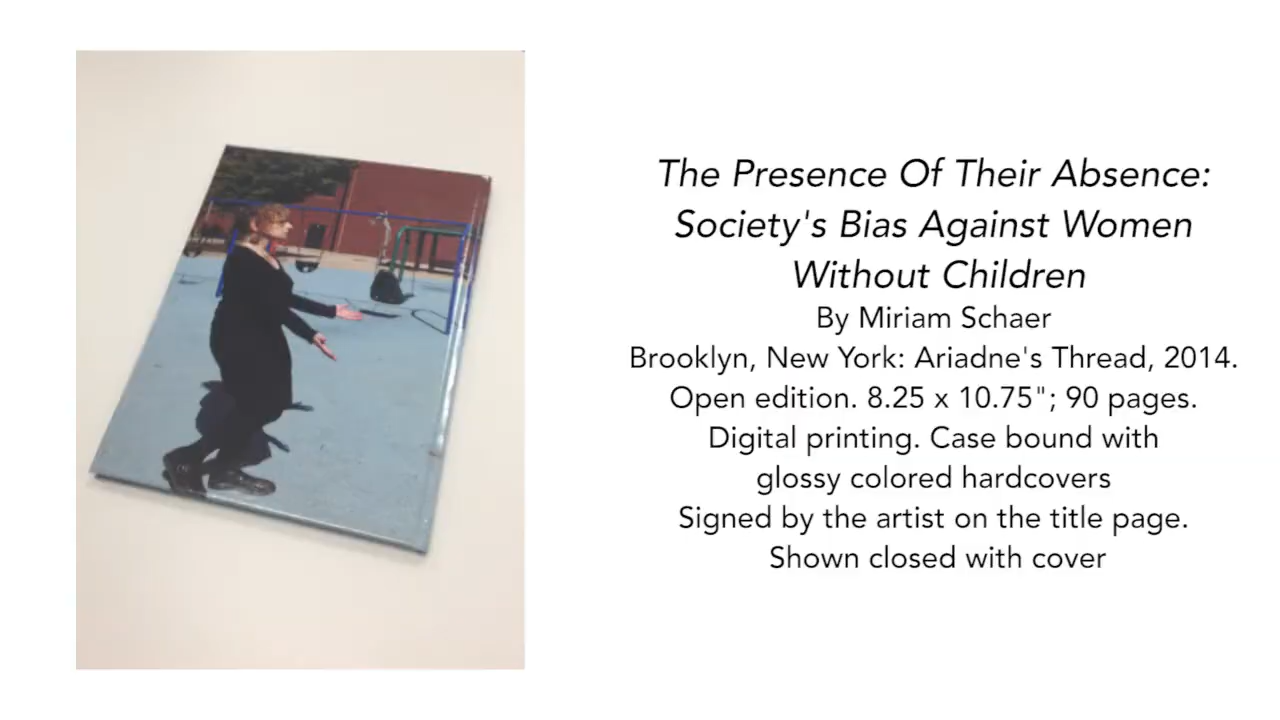 The Presence Of Their Absence:
Society's Bias Against Women
Without Children
By Miriam Schaer
Brooklyn, New York: Ariadne's Thread, 2014.
Open edition. 8.25 x 10.75"; 90 pages.
Digital printing. Case bound with
glossy colored hardcovers
Signed by the artist on the title page.
Shown closed with cover